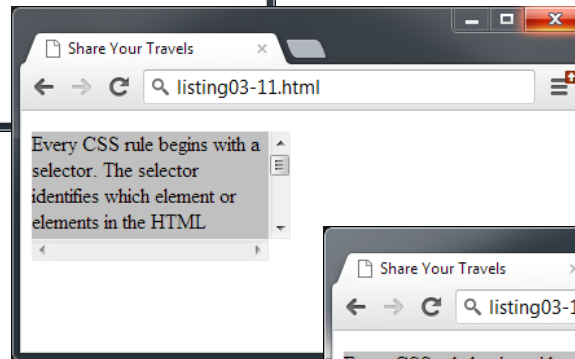 Share Your Travels
listing03-11.html
Every CSS rule begins with a
selector. The selector
identifies which element or
elements in the HTML
Share Your Travels
listing03-1